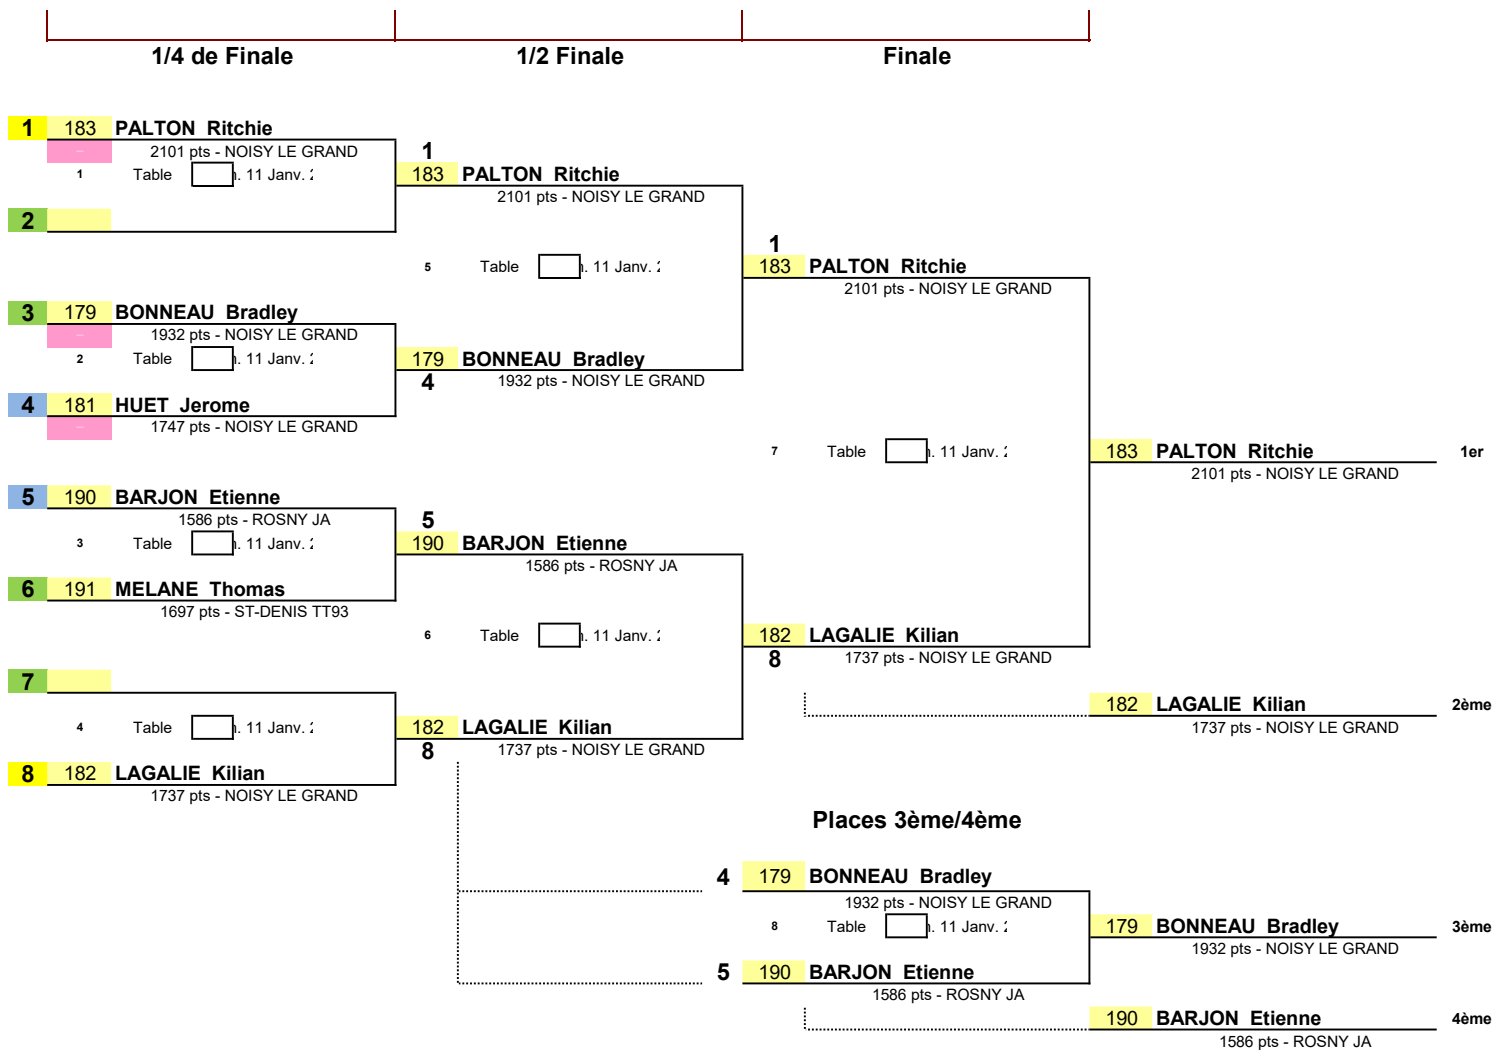 1/4 de Finale 1/2 Finale Finale
1 183 PALTON Ritchie
2101 pts - NOISY LE GRAND 1
1 Table 11 Janv. 183 PALTON Ritchie
2101 pts - NOISY LE GRAND
2
1
5 Table 11 Janv. 183 PALTON Ritchie
2101 pts - NOISY LE GRAND
3 179 BONNEAU Bradley
1932 pts - NOISY LE GRAND
2 Table 11 Janv. 179 BONNEAU Bradley
4 1932 pts - NOISY LE GRAND
4 181 HUET Jerome
1747 pts - NOISY LE GRAND
7 Table 11 Janv. 183 PALTON Ritchie 1er
2101 pts - NOISY LE GRAND
5 190 BARJON Etienne
1586 pts - ROSNY JA 5
3 Table 11 Janv. 190 BARJON Etienne
1586 pts - ROSNY JA
6 191 MELANE Thomas
1697 pts - ST-DENIS TT93
6 Table 11 Janv. 182 LAGALIE Kilian
8 1737 pts - NOISY LE GRAND
7
182 LAGALIE Kilian 2ème
1737 pts - NOISY LE GRAND
4 Table 11 Janv. 182 LAGALIE Kilian
8 1737 pts - NOISY LE GRAND
8 182 LAGALIE Kilian
1737 pts - NOISY LE GRAND
Places 3ème/4ème
4 179 BONNEAU Bradley
1932 pts - NOISY LE GRAND
8 Table 11 Janv. 179 BONNEAU Bradley 3ème
1932 pts - NOISY LE GRAND
5 190 BARJON Etienne
1586 pts - ROSNY JA
190 BARJON Etienne 4ème
1586 pts - ROSNY JA